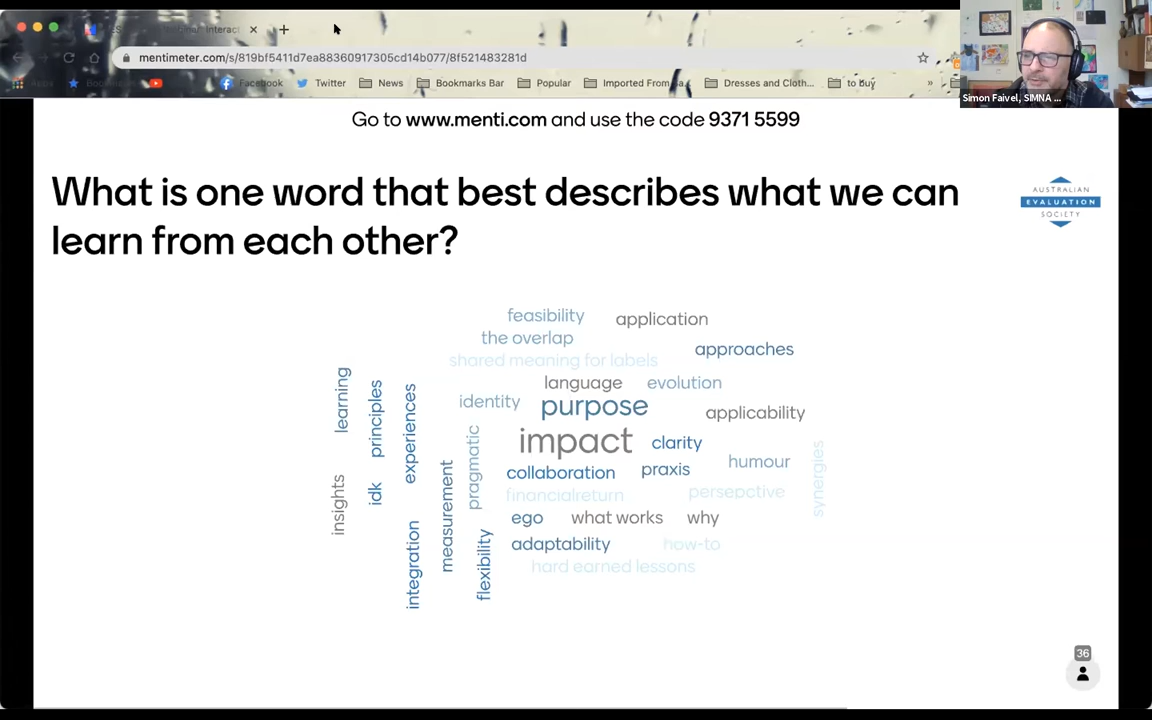 mentimeter.com/s/819bf5411d7ea88360917305cd14b077/8f521483281d
Facebook Twitter News Bookmarks Bar Popular Imported From Dresses and Cloth... to buy »
Simon Faivel, SIMNA ...
Go to www.menti.com and use the code 9371 5599
What is one word that best describes what we can
learn from each other?
AUSTRALIAN
EVALUATION
SOCIETY
feasibility
application
the overlap
approaches
shared meaning for labels
language
evolution
identity
purpose
applicability
impact
clarity
collaboration
praxis
humour
financialreturn
persepctive
synergies
ego
what works
why
adaptability
how-to
hard earned lessons
learning
principles
experiences
pragmatic
insights
idk
measurement
integration
flexibility
36